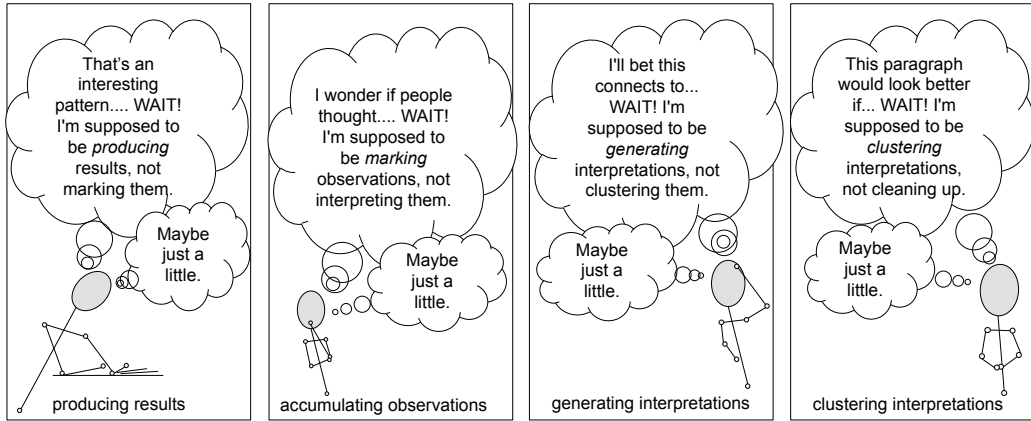 That's an
interesting
pattern.... WAIT!
I'm supposed to
be producing
results, not
marking them.
Maybe
just a
little.
producing results
I wonder if people
thought.... WAIT!
I'm supposed to
be marking
observations, not
interpreting them.
Maybe
just a
little.
accumulating observations
I'll bet this
connects to...
WAIT! I'm
supposed to be
generating
interpretations, not
clustering them.
Maybe
just a
little.
generating interpretations
This paragraph
would look better
if... WAIT! I'm
supposed to be
clustering
interpretations,
not cleaning up.
Maybe
just a
little.
clustering interpretations